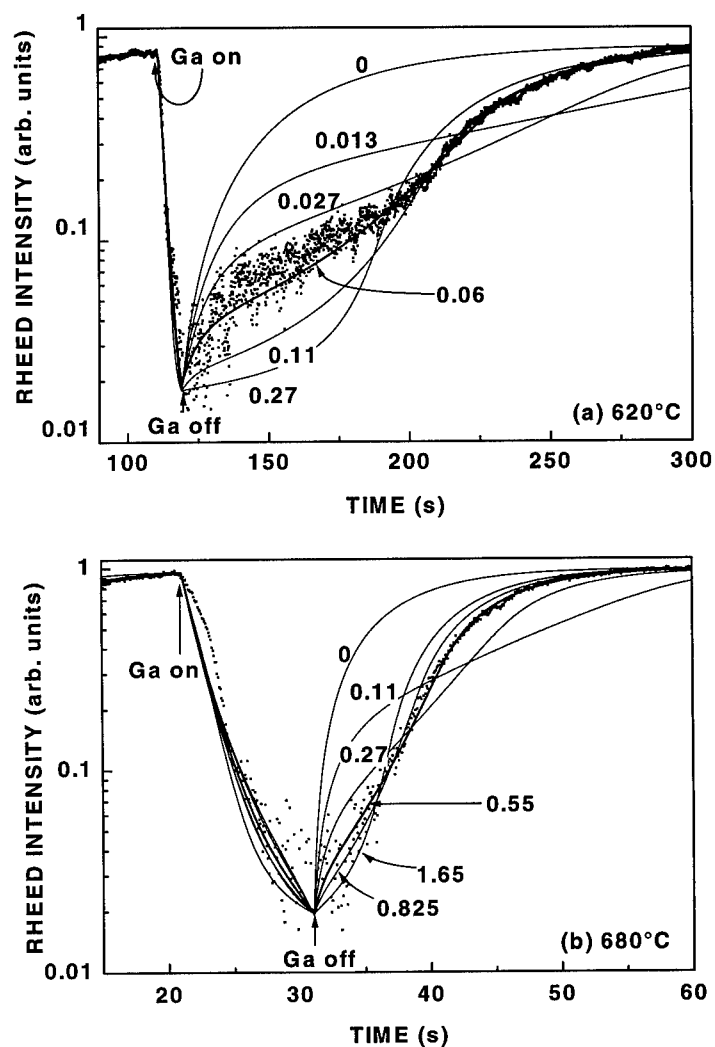 RHEED INTENSITY (arb. units)
1
0.1
0.01
Ga on
0
0.013
0.027
0.06
0.11
0.27
Ga off
(a) 620°C
100 150 200 250 300
TIME (s)
RHEED INTENSITY (arb. units)
1
0.1
0.01
Ga on
0
0.11
0.27
0.55
1.65
0.825
Ga off
(b) 680°C
20 30 40 50 60
TIME (s)